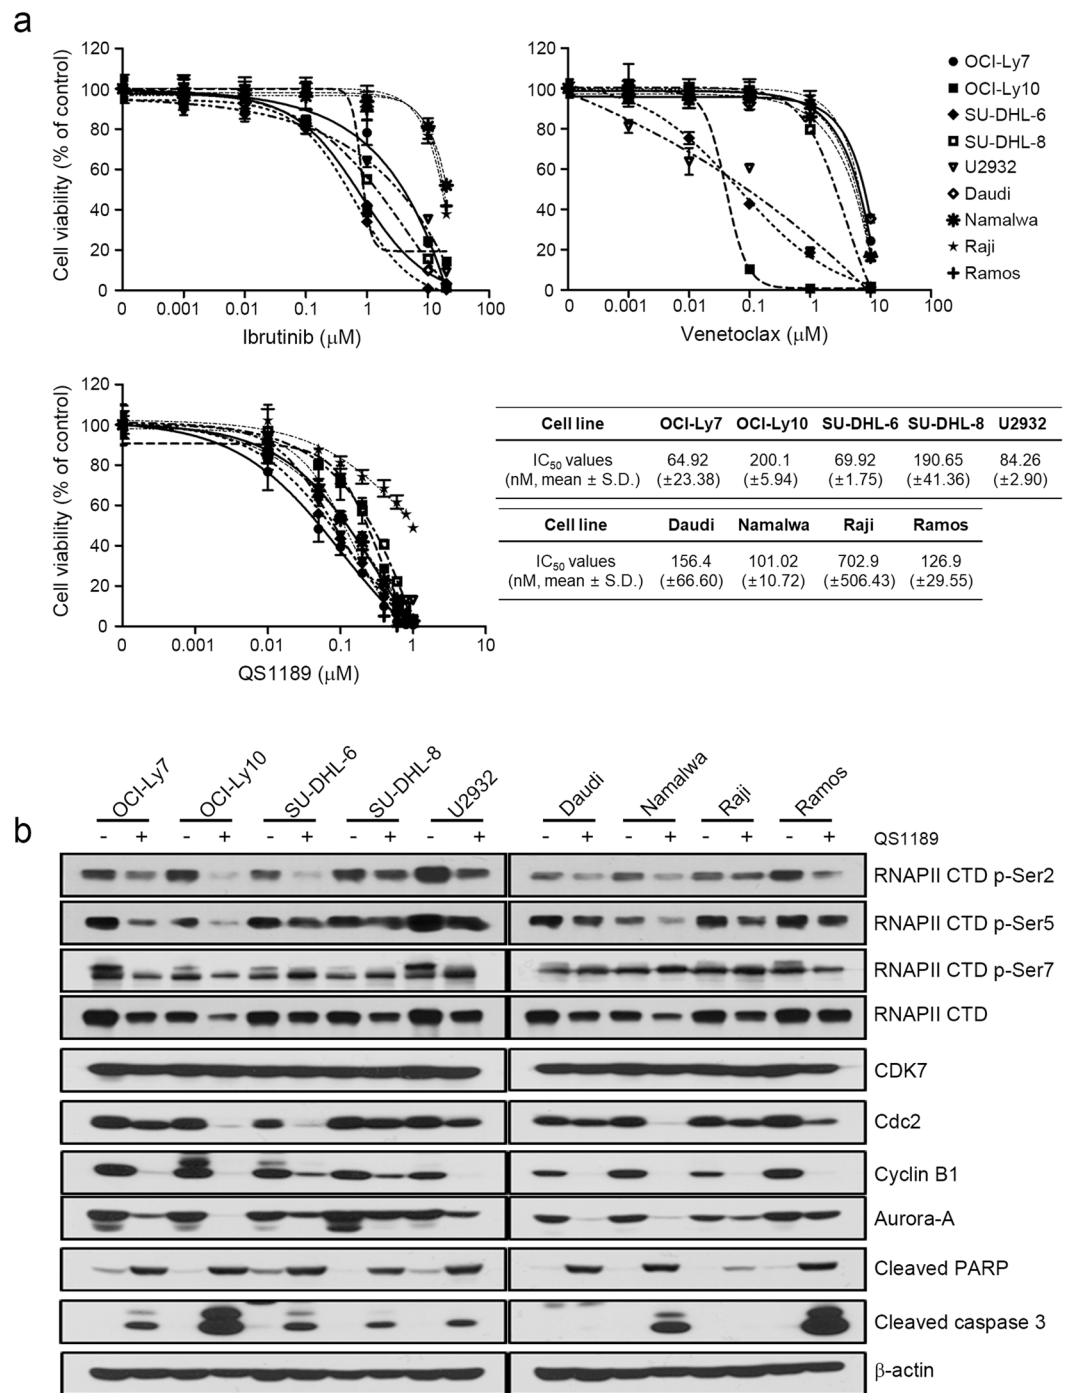 a
120
100
80
60
40
20
0
Cell viability (% of control)
0 0.001 0.01 0.1 1 10 100
Ibrutinib (μM)
120
100
80
60
40
20
0
Cell viability (% of control)
0 0.001 0.01 0.1 1 10 100
Venetoclax (μM)
OCI-Ly7
OCI-Ly10
SU-DHL-6
SU-DHL-8
U2932
Daudi
Namalwa
Raji
Ramos
120
100
80
60
40
20
0
Cell viability (% of control)
0 0.001 0.01 0.1 1 10
QS1189 (μM)
Cell line OCI-Ly7 OCI-Ly10 SU-DHL-6 SU-DHL-8 U2932
IC50 values 64.92 200.1 69.92 190.65 84.26
(nM, mean ± S.D.) (±23.38) (±5.94) (±1.75) (±41.36) (±2.90)
Cell line Daudi Namalwa Raji Ramos
IC50 values 156.4 101.02 702.9 126.9
(nM, mean ± S.D.) (±66.60) (±10.72) (±506.43) (±29.55)
b
OCI-Ly7 OCI-Ly10 SU-DHL-6 SU-DHL-8 U2932 Daudi Namalwa Raji Ramos
- + - + - + - + - + - + - + - + - + QS1189
RNAPII CTD p-Ser2
RNAPII CTD p-Ser5
RNAPII CTD p-Ser7
RNAPII CTD
CDK7
Cdc2
Cyclin B1
Aurora-A
Cleaved PARP
Cleaved caspase 3
β-actin